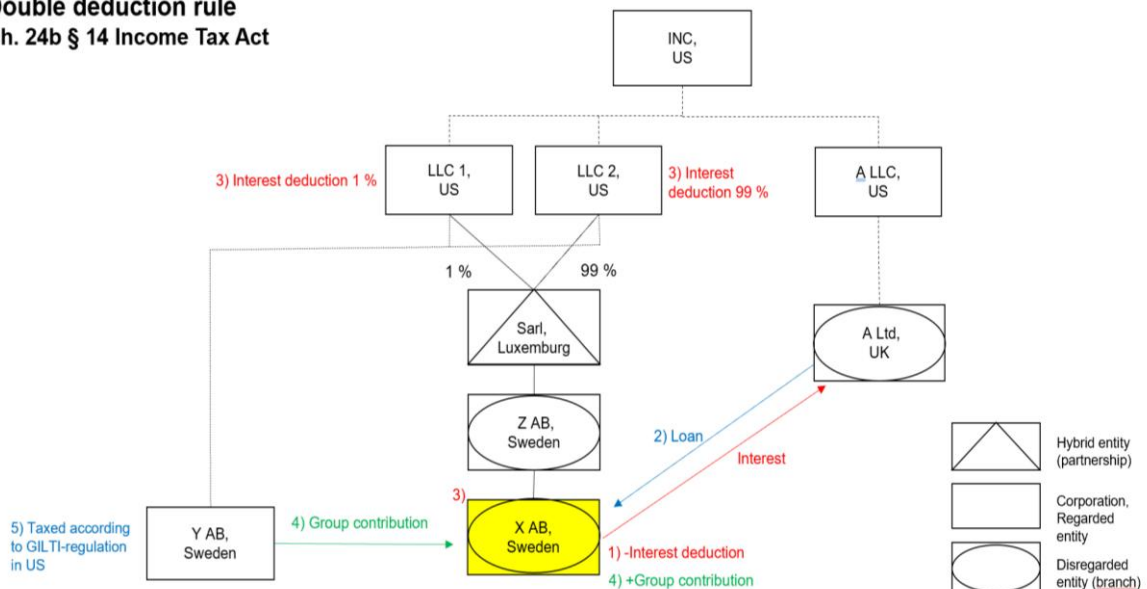 ouble deduction rule
h. 24b § 14 Income Tax Act
INC,
US
3) Interest deduction 1 %
LLC 1,
US
LLC 2,
US
3) Interest
deduction 99 %
A LLC,
US
1 %
99 %
Sarl,
Luxemburg
A Ltd,
UK
Z AB,
Sweden
2) Loan
Interest
Hybrid entity
(partnership)
3)
5) Taxed according
to GILTI-regulation
in US
Y AB,
Sweden
4) Group contribution
X AB,
Sweden
1) -Interest deduction
4) +Group contribution
Corporation,
Regarded
entity
Disregarded
entity (branch)